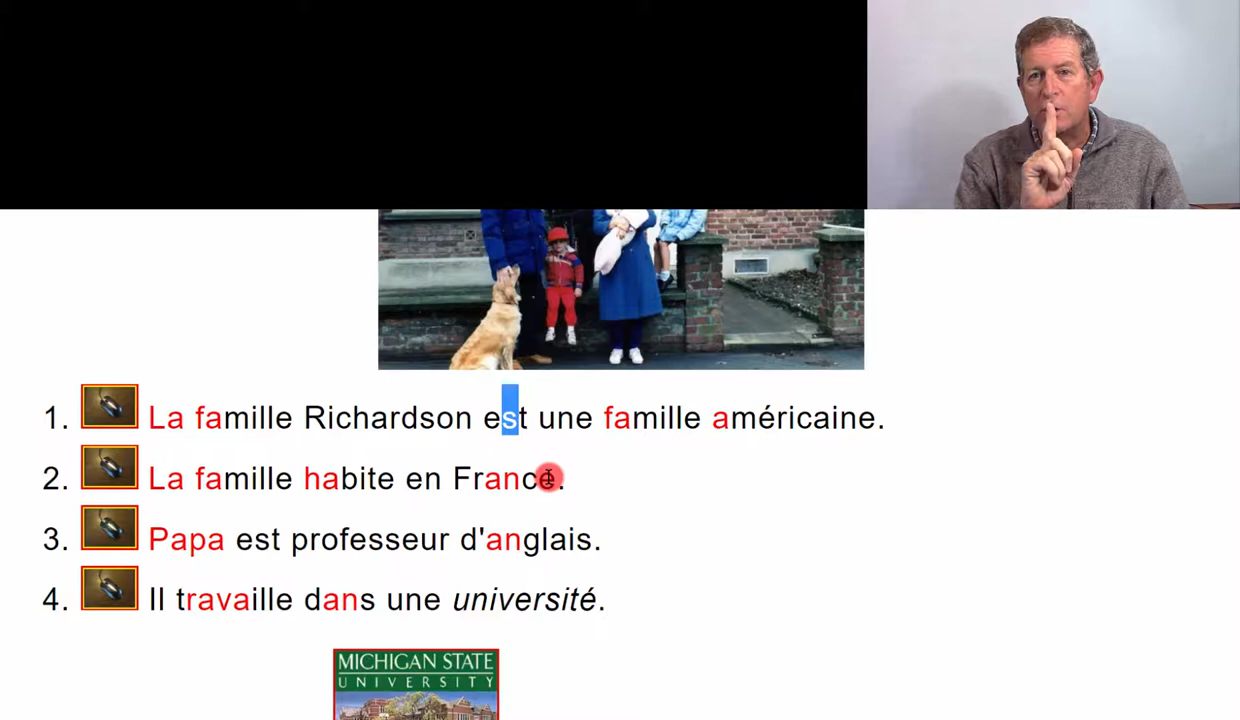 1. La famille Richardson est une famille américaine.
2. La famille habite en France.
3. Papa est professeur d'anglais.
4. Il travaille dans une université.
MICHIGAN STATE
UNIVERSITY